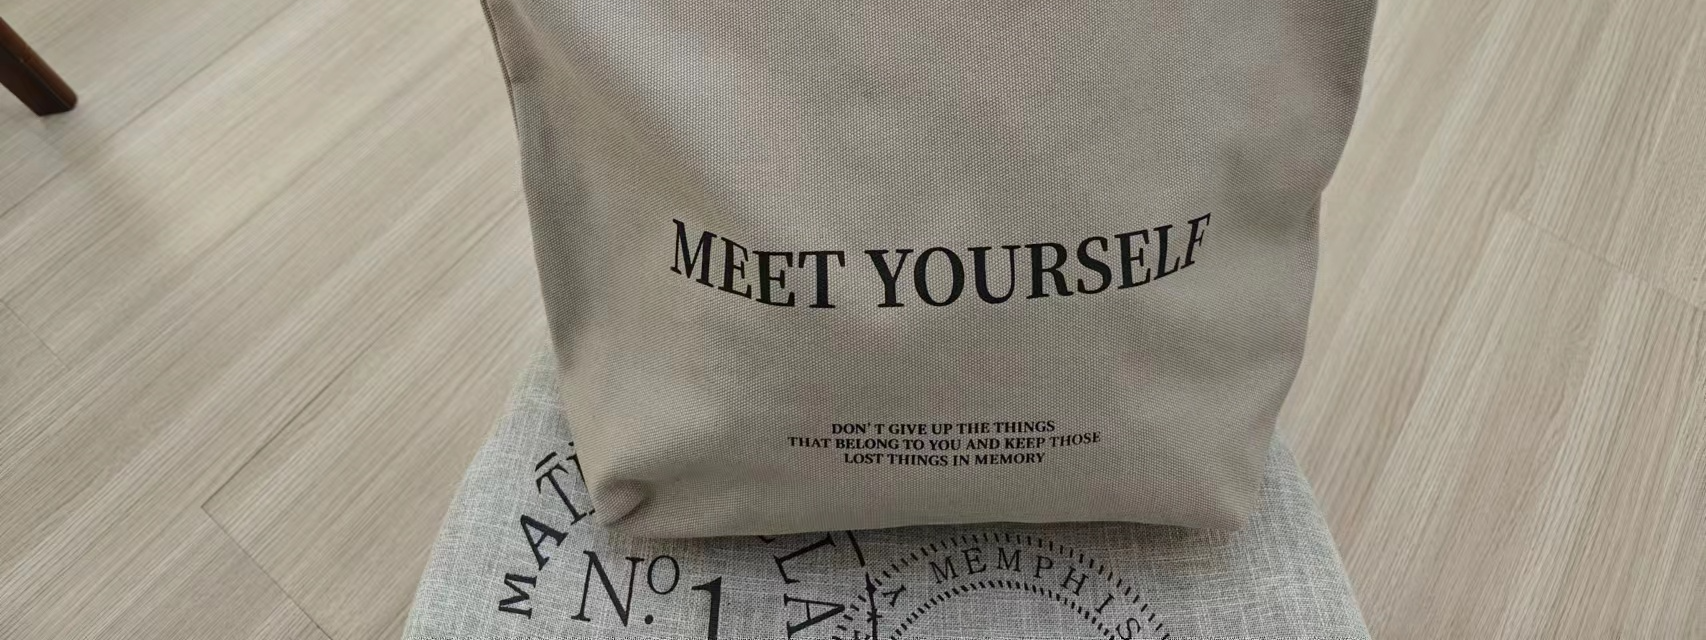 MEET YOURSELF
DON'T GIVE UP THE THINGS
THAT BELONG TO YOU AND KEEP THOSE
LOST THINGS IN MEMORY
No. 1
MEMPHIS